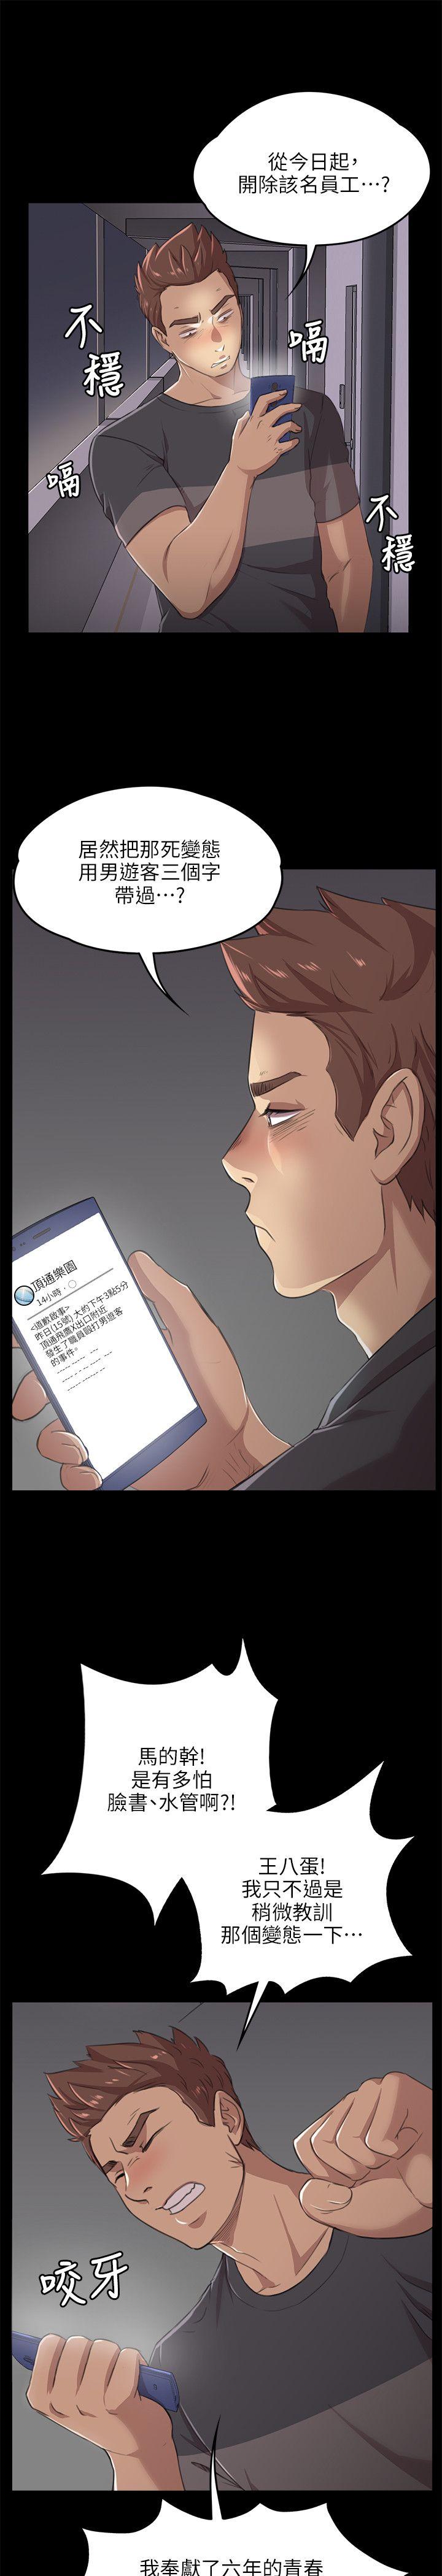 從今日起，
開除該名員工⋯?
不穩
嗝
嗝
不穩
居然把那死變態
用男遊客三個字
帶過⋯?
頂通樂園
14小時·
<道歉啟事>
昨日(15號)大約下午3點5分
頂通飛鷹X出口附近
發生了職員毆打男遊客
的事件。
馬的幹!
是有多怕
臉書、水管啊?!
王八蛋!
我只不過是
稍微教訓
那個變態一下⋯
咬牙
我奉獻了六年的青春